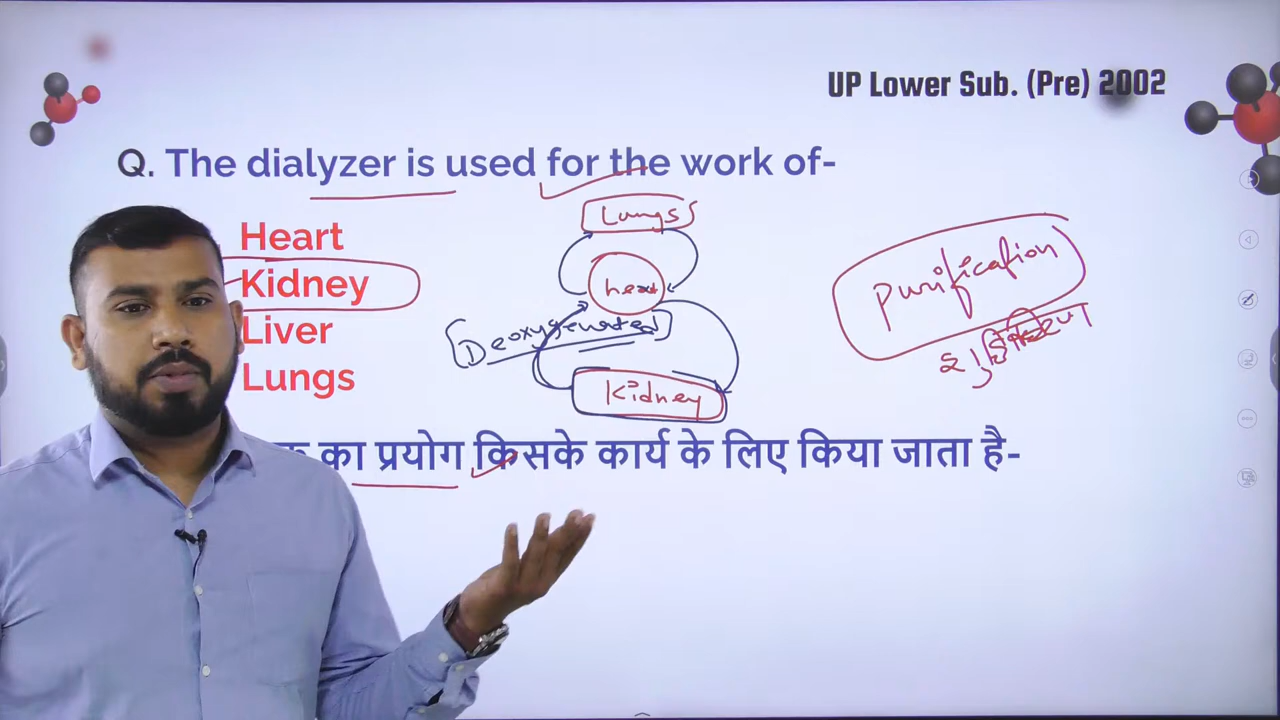 UP Lower Sub. (Pre) 2002
Q. The dialyzer is used for the work of-
Heart
Kidney
Liver
Lungs
Lungs
heart
Deoxygenated
Kidney
Purification
का प्रयोग किसके कार्य के लिए किया जाता है-